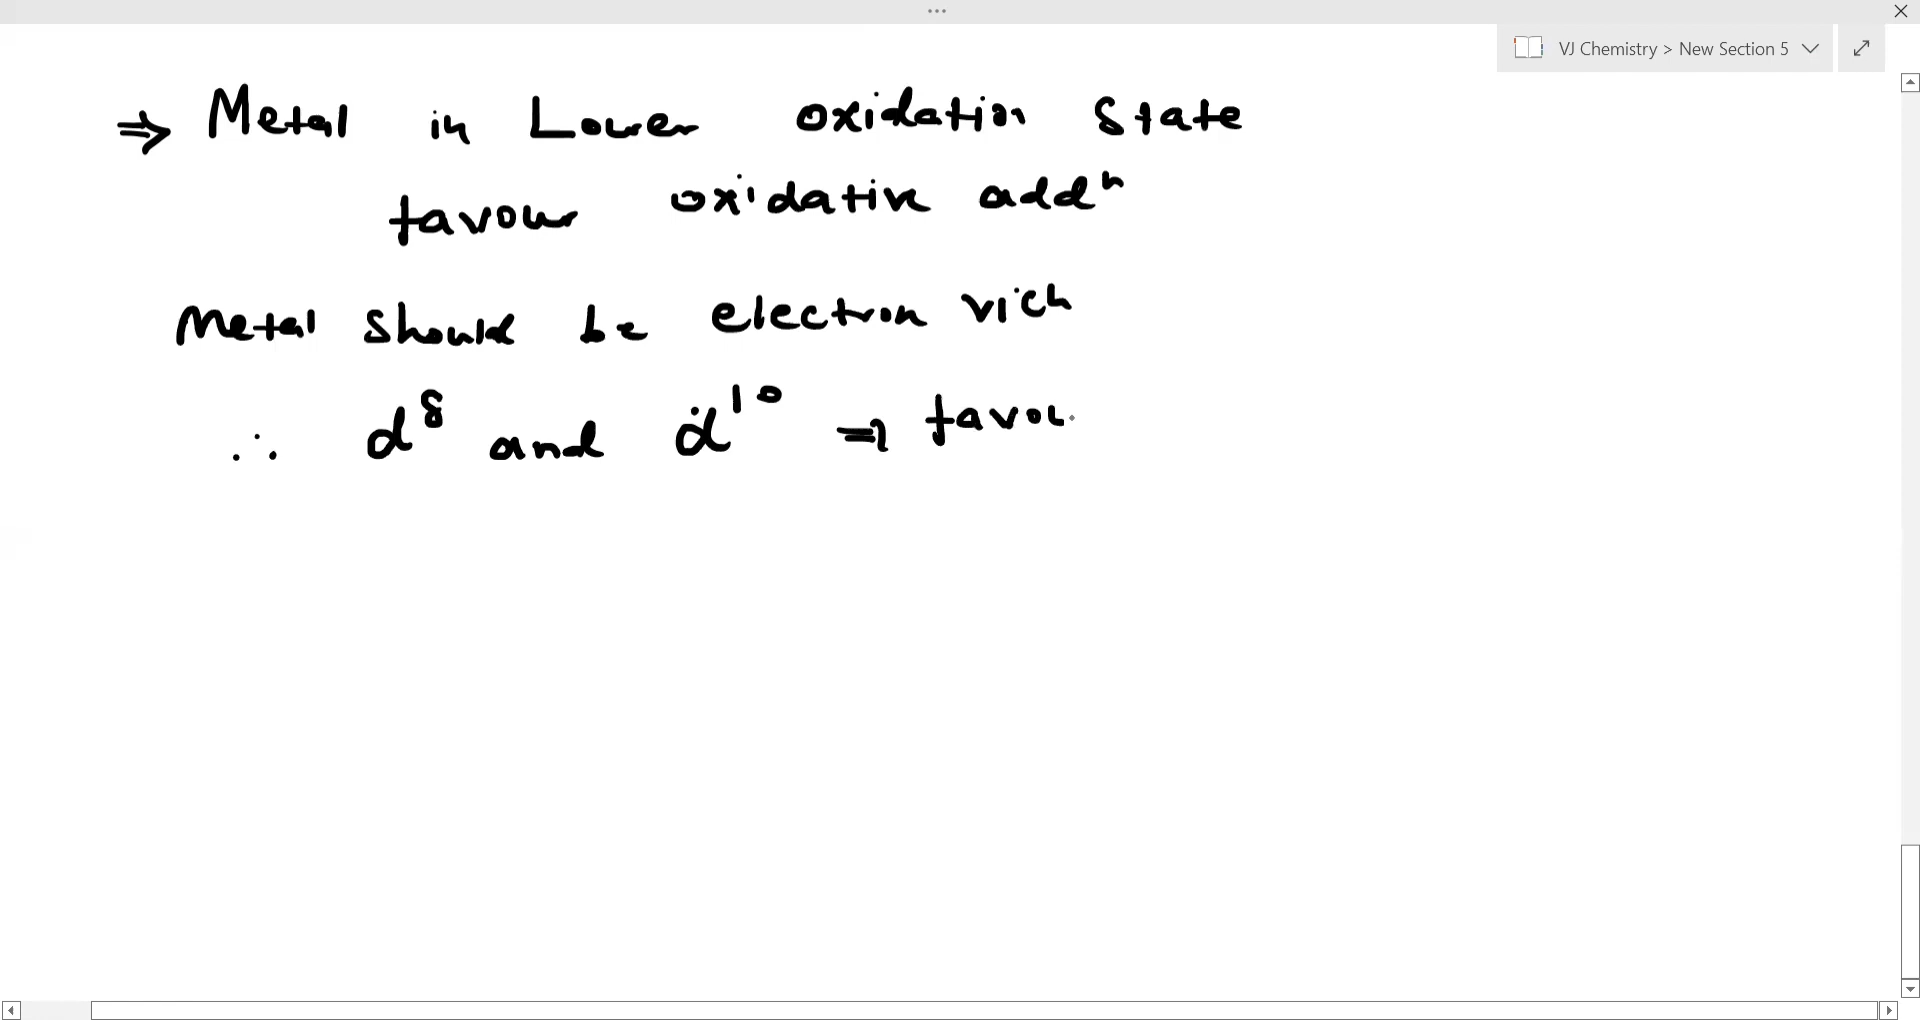 VJ Chemistry > New Section 5
⇒ Metal in Lower oxidation state
favour oxidative addⁿ
Metal should be electron rich
∴ d⁸ and d¹⁰ ⇒ favou